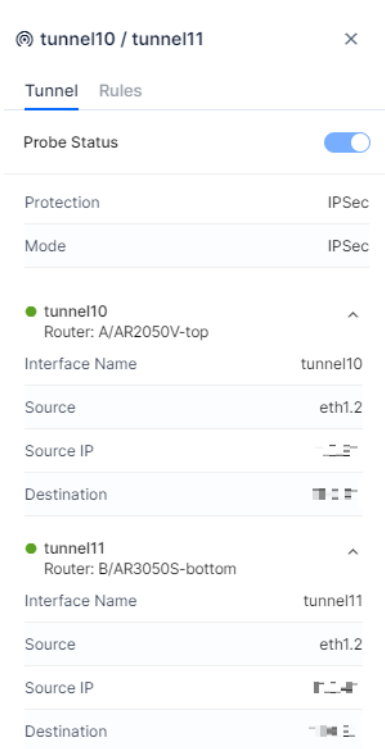 tunnel10 / tunnel11
Tunnel Rules
Probe Status
Protection IPSec
Mode IPSec
tunnel10
Router: A/AR2050V-top
Interface Name tunnel10
Source eth1.2
Source IP
Destination
tunnel11
Router: B/AR3050S-bottom
Interface Name tunnel11
Source eth1.2
Source IP
Destination